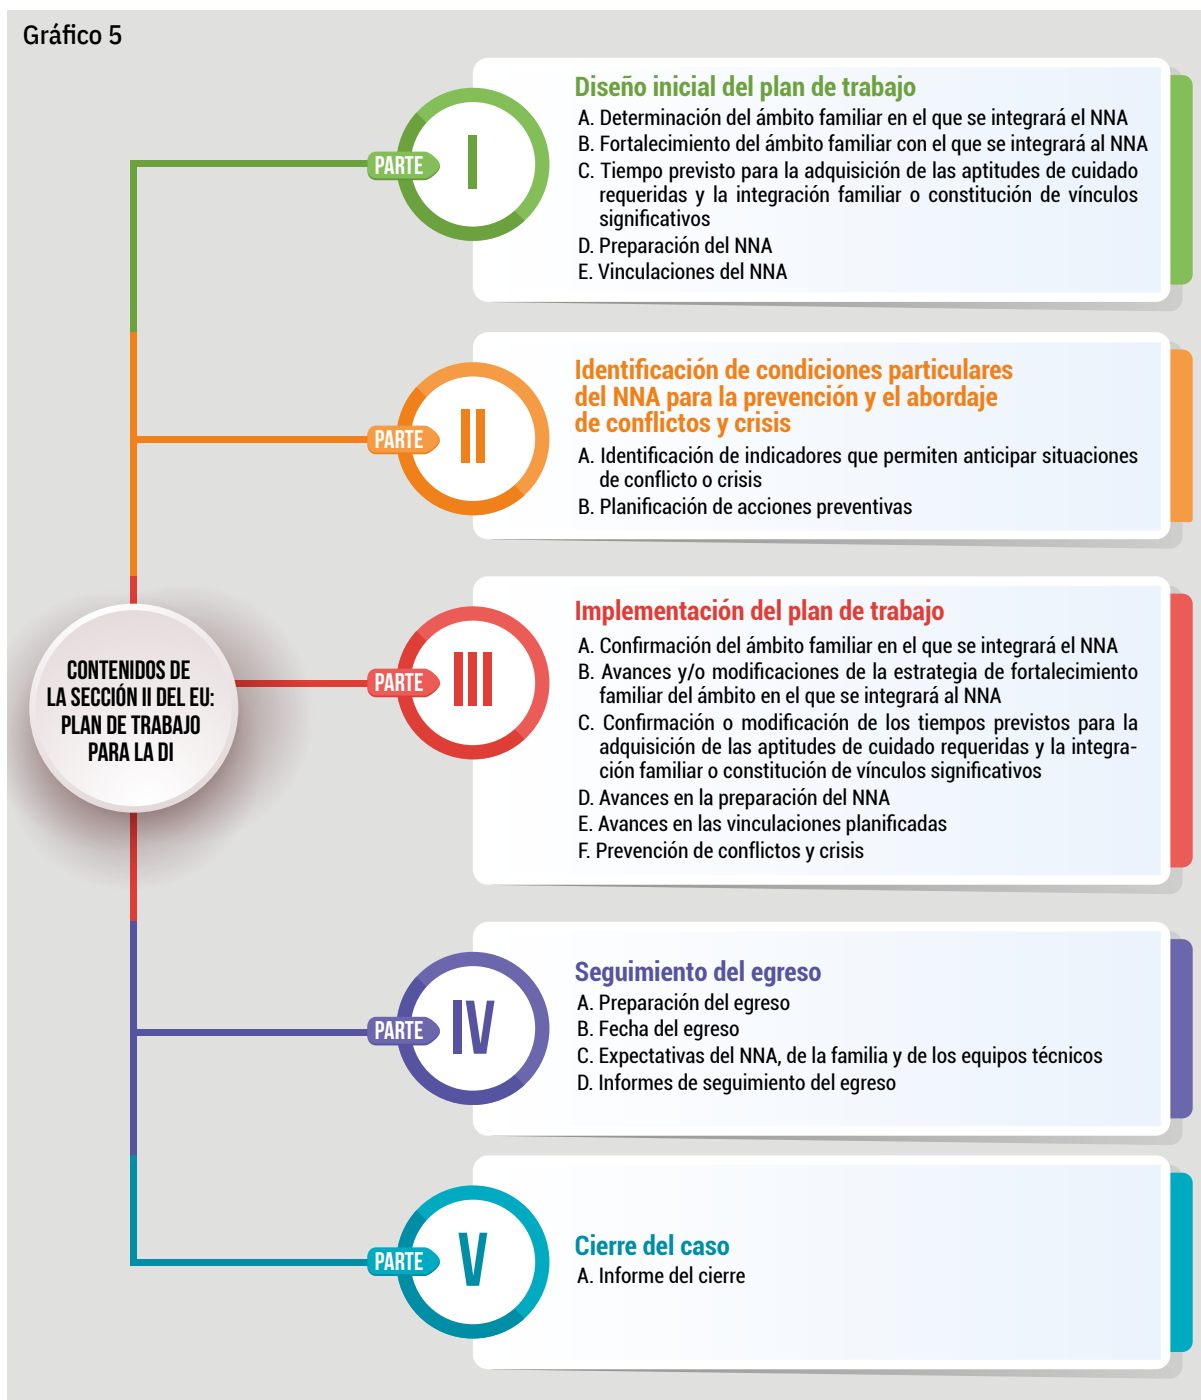 Gráfico 5
PARTE
I
Diseño inicial del plan de trabajo
A. Determinación del ámbito familiar en el que se integrará el NNA
B. Fortalecimiento del ámbito familiar con el que se integrará al NNA
C. Tiempo previsto para la adquisición de las aptitudes de cuidado
requeridas y la integración familiar o constitución de vínculos
significativos
D. Preparación del NNA
E. Vinculaciones del NNA
PARTE
II
Identificación de condiciones particulares
del NNA para la prevención y el abordaje
de conflictos y crisis
A. Identificación de indicadores que permiten anticipar situaciones
de conflicto o crisis
B. Planificación de acciones preventivas
CONTENIDOS DE
LA SECCIÓN II DEL EU:
PLAN DE TRABAJO
PARA LA DI
PARTE
III
Implementación del plan de trabajo
A. Confirmación del ámbito familiar en el que se integrará el NNA
B. Avances y/o modificaciones de la estrategia de fortalecimiento
familiar del ámbito en el que se integrará al NNA
C. Confirmación o modificación de los tiempos previstos para la
adquisición de las aptitudes de cuidado requeridas y la integra-
ción familiar o constitución de vínculos significativos
D. Avances en la preparación del NNA
E. Avances en las vinculaciones planificadas
F. Prevención de conflictos y crisis
PARTE
IV
Seguimiento del egreso
A. Preparación del egreso
B. Fecha del egreso
C. Expectativas del NNA, de la familia y de los equipos técnicos
D. Informes de seguimiento del egreso
PARTE
V
Cierre del caso
A. Informe del cierre